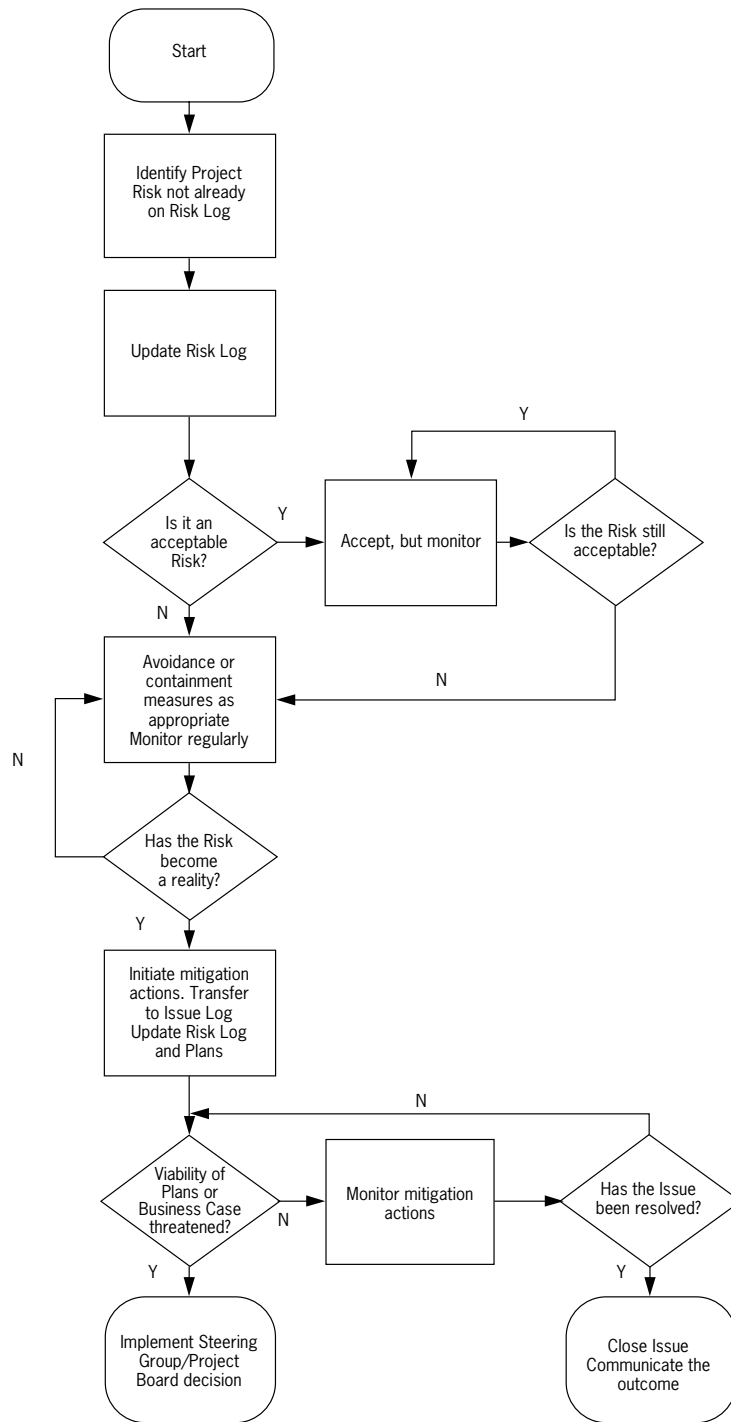 Start
Identify Project
Risk not already
on Risk Log
Update Risk Log
Y
Is it an
acceptable
Risk?
Y
Accept, but monitor
Is the Risk still
acceptable?
N
Avoidance or
containment
measures as
appropriate
Monitor regularly
N
N
Has the Risk
become
a reality?
Y
Initiate mitigation
actions. Transfer
to Issue Log
Update Risk Log
and Plans
N
Viability of
Plans or
Business Case
threatened?
N
Monitor mitigation
actions
Has the Issue
been resolved?
Y
Y
Implement Steering
Group/Project
Board decision
Close Issue
Communicate the
outcome